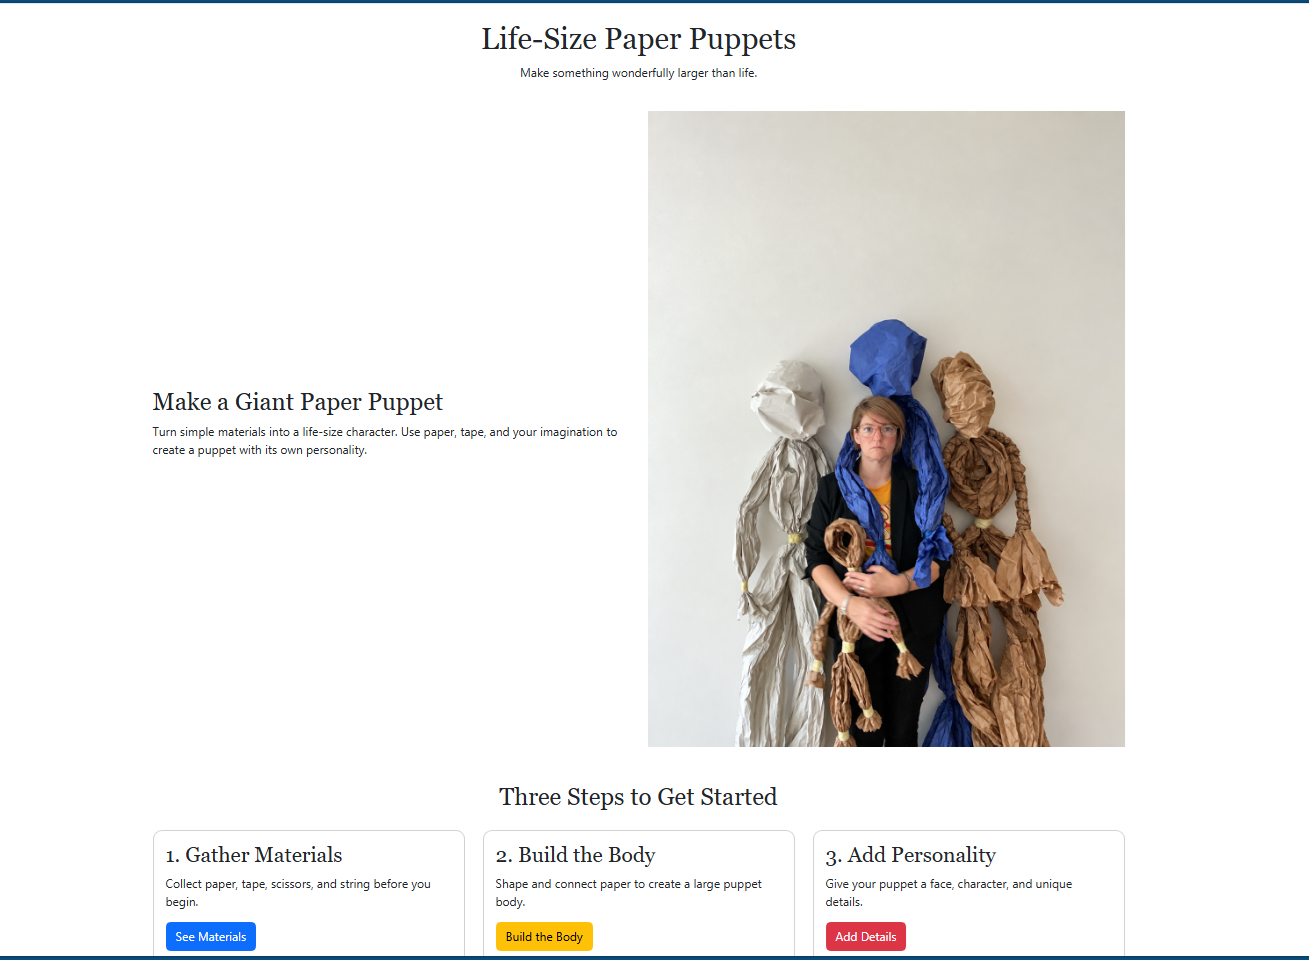 Life-Size Paper Puppets
Make something wonderfully larger than life.
Make a Giant Paper Puppet
Turn simple materials into a life-size character. Use paper, tape, and your imagination to
create a puppet with its own personality.
Three Steps to Get Started
1. Gather Materials
Collect paper, tape, scissors, and string before you
begin.
See Materials
2. Build the Body
Shape and connect paper to create a large puppet
body.
Build the Body
3. Add Personality
Give your puppet a face, character, and unique
details.
Add Details